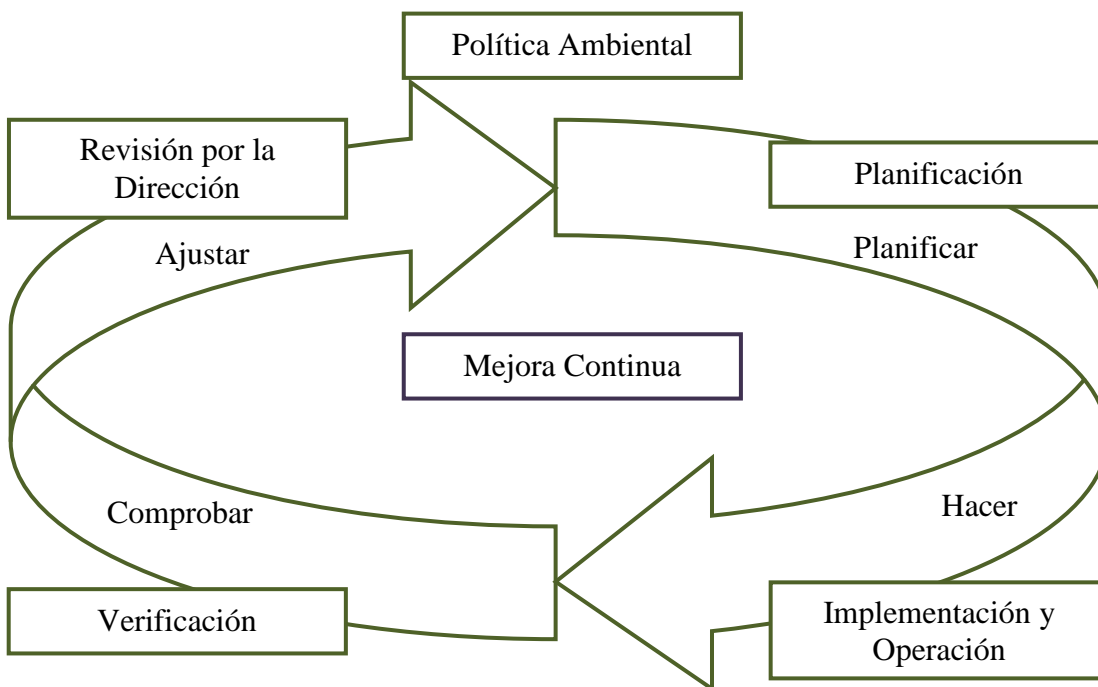 Política Ambiental
Revisión por la
Dirección
Planificación
Ajustar
Planificar
Mejora Continua
Comprobar
Hacer
Verificación
Implementación y
Operación